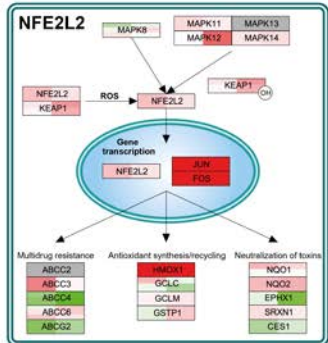 NFE2L2
MAPK8
MAPK11 MAPK13
MAPK12 MAPK14
NFE2L2
KEAP1
ROS
NFE2L2
KEAP1
OH
Gene
transcription
NFE2L2
JUN
FOS
Multidrug resistance
ABCC2
ABCC3
ABCC4
ABCC6
ABCG2
Antioxidant synthesis/recycling
HMOX1
GCLC
GCLM
GSTP1
Neutralization of toxins
NQO1
NQO2
EPHX1
SRXN1
CES1